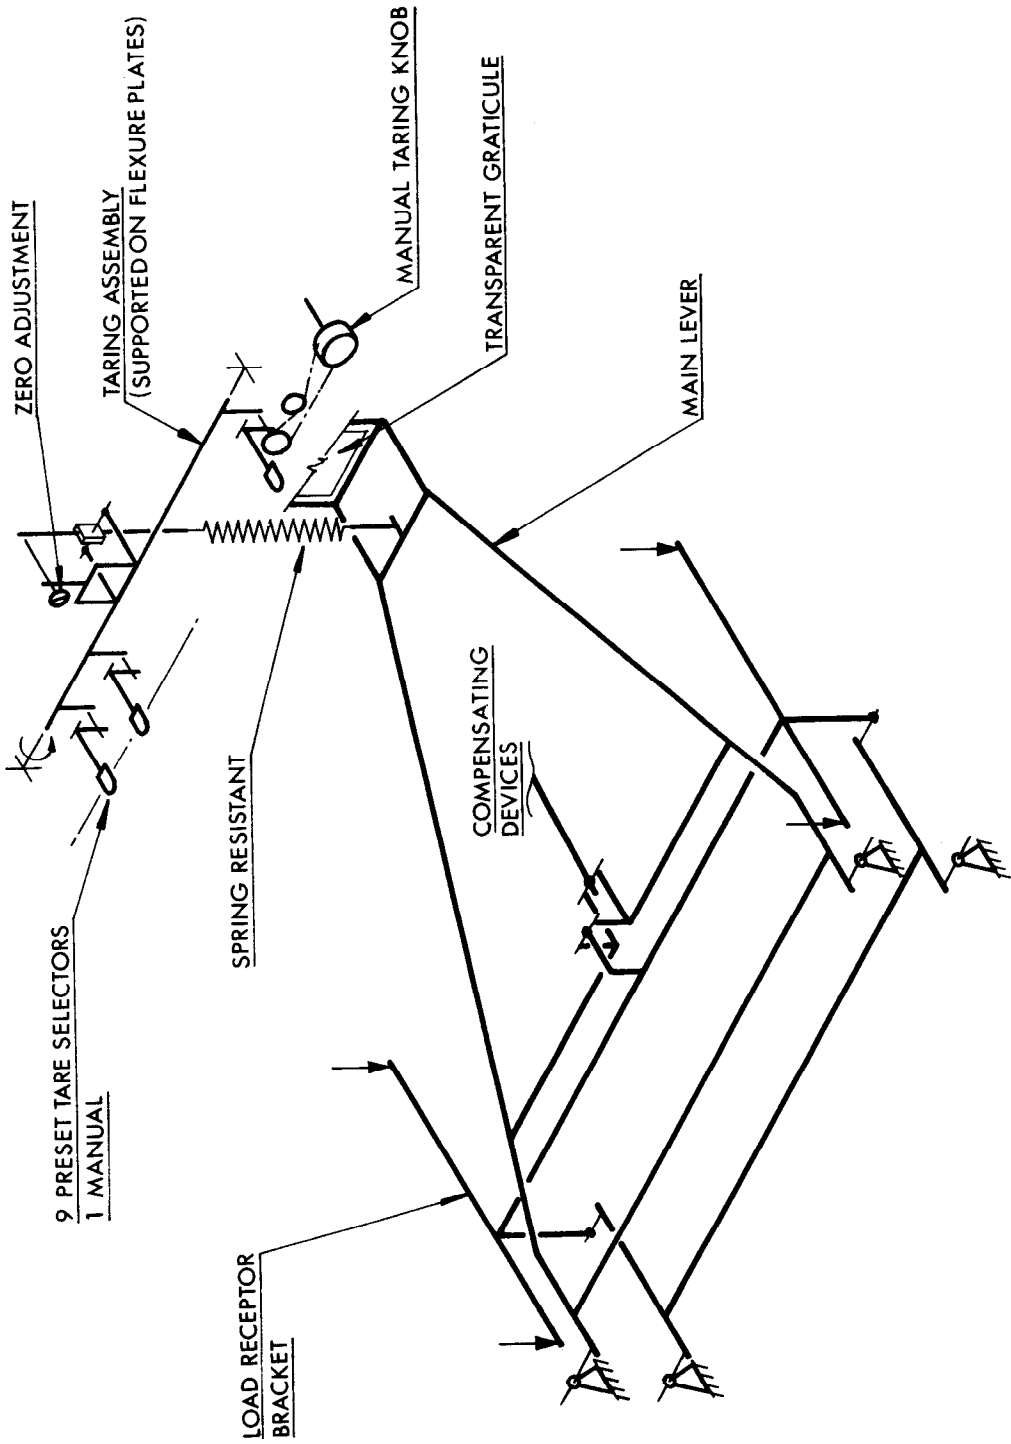 ZERO ADJUSTMENT
TARING ASSEMBLY
(SUPPORTED ON FLEXURE PLATES)
MANUAL TARING KNOB
TRANSPARENT GRATICULE
MAIN LEVER
9 PRESET TARE SELECTORS
1 MANUAL
SPRING RESISTANT
COMPENSATING
DEVICES
LOAD RECEPTOR
BRACKET